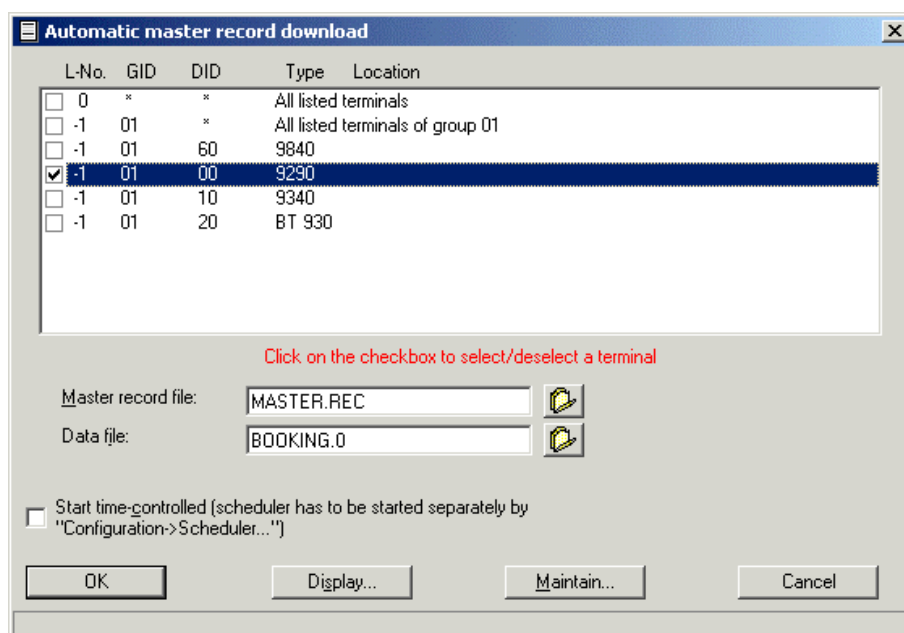 Automatic master record download
L-No. GID DID Type Location
0 * * All listed terminals
-1 01 * All listed terminals of group 01
-1 01 60 9840
-1 01 00 9290
-1 01 10 9340
-1 01 20 BT 930
Click on the checkbox to select/deselect a terminal
Master record file: MASTER.REC
Data file: BOOKING.0
Start time-controlled (scheduler has to be started separately by
"Configuration->Scheduler...")
OK Display... Maintain... Cancel